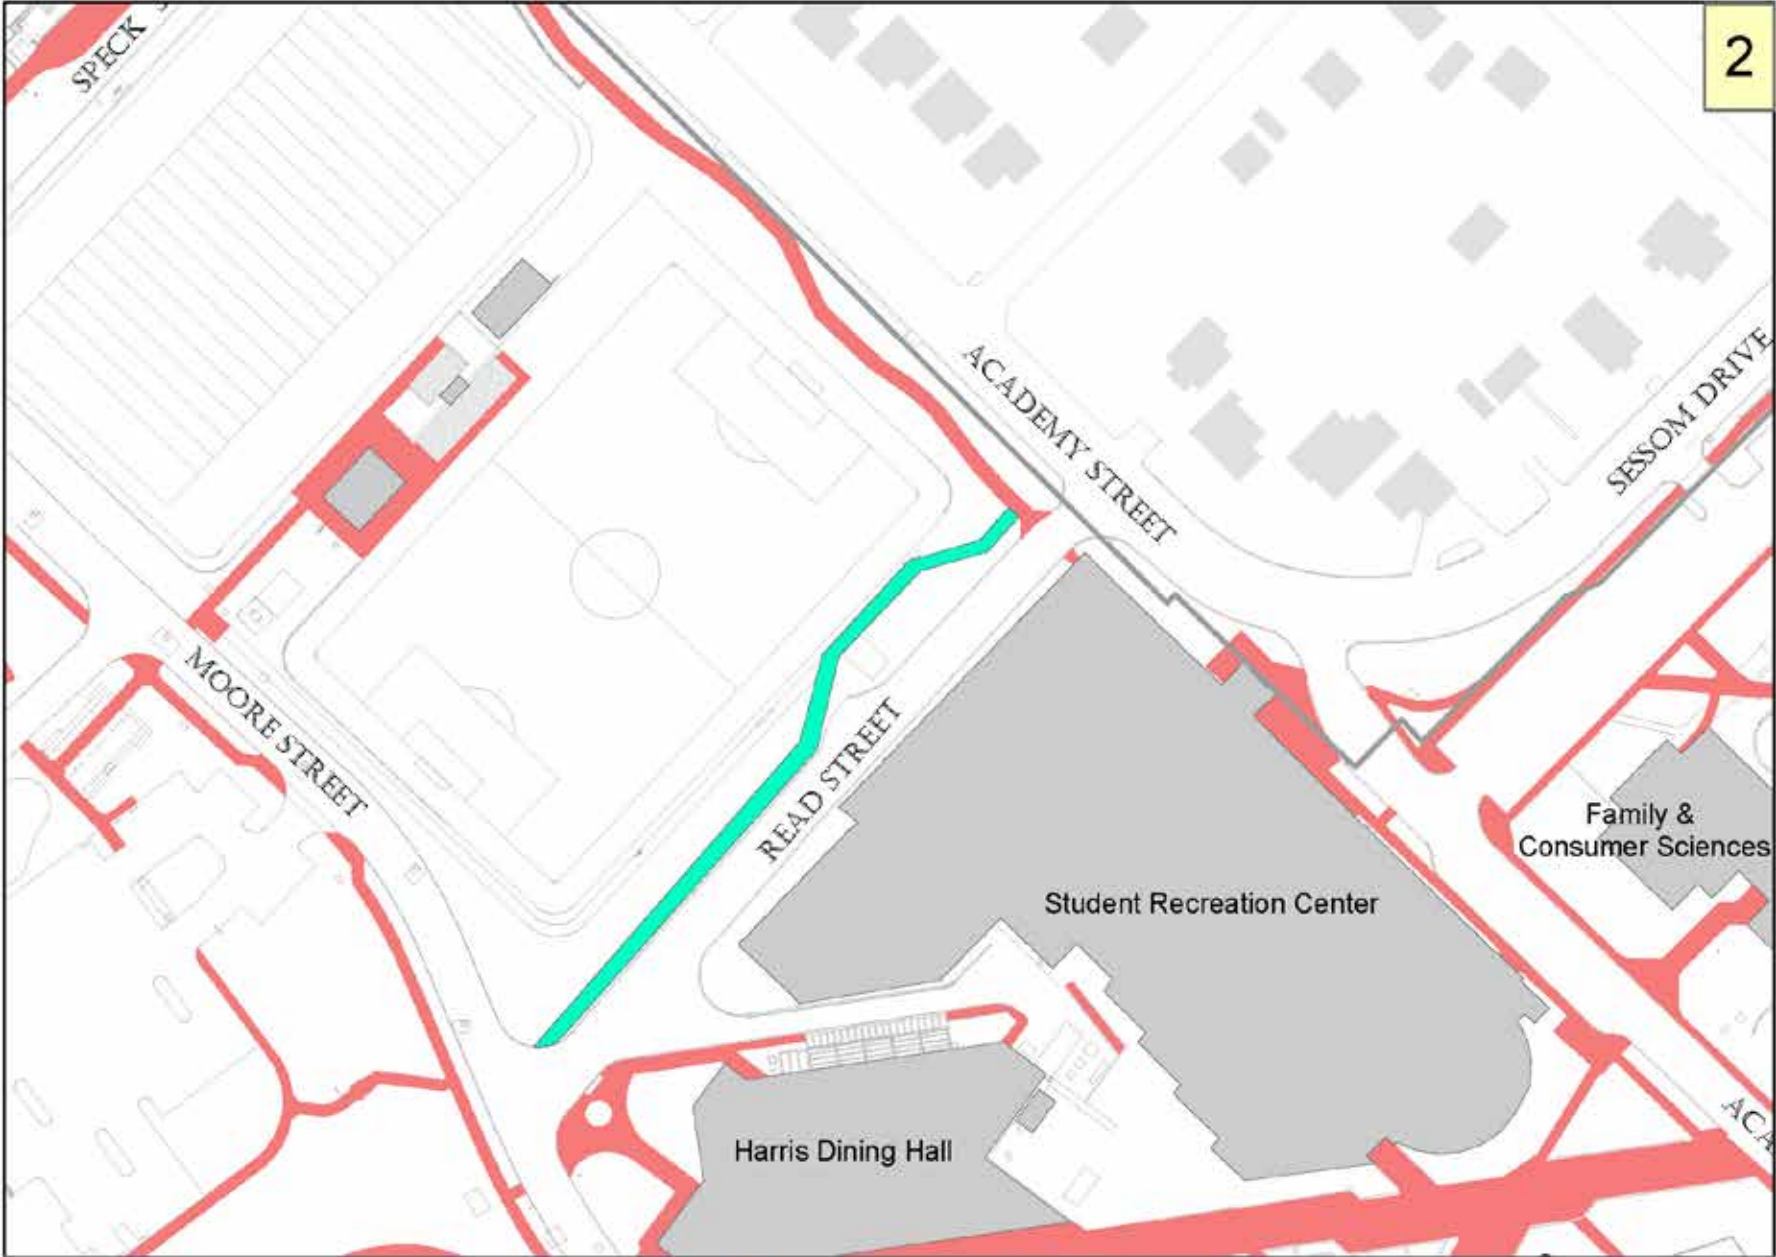 SPECK
2
ACADEMY STREET
SESSOM DRIVE
MOORE STREET
READ STREET
Family &
Consumer Sciences
Student Recreation Center
Harris Dining Hall
ACA